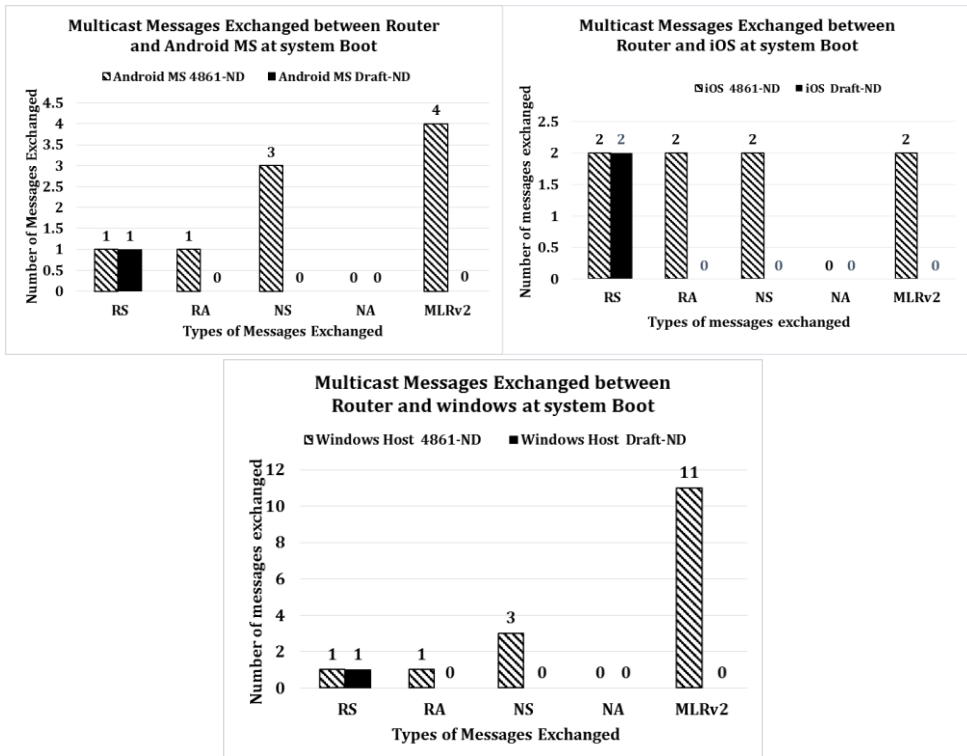 Multicast Messages Exchanged between Router
and Android MS at system Boot
Android MS 4861-ND Android MS Draft-ND
Number of Messages Exchanged
4.5
4
3.5
3
2.5
2
1.5
1
0.5
0
1 1 1 0 3 0 0 0 4 0
RS RA NS NA MLRv2
Types of Messages Exchanged
Multicast Messages Exchanged between
Router and iOS at system Boot
iOS 4861-ND iOS Draft-ND
Number of messages exchanged
2.5
2
1.5
1
0.5
0
2 2 2 0 2 0 0 0 2 0
RS RA NS NA MLRv2
Types of messages exchanged
Multicast Messages Exchanged between
Router and windows at system Boot
Windows Host 4861-ND Windows Host Draft-ND
Number of messages exchanged
12
10
8
6
4
2
0
1 1 1 0 3 0 0 0 11 0
RS RA NS NA MLRv2
Types of Messages Exchanged